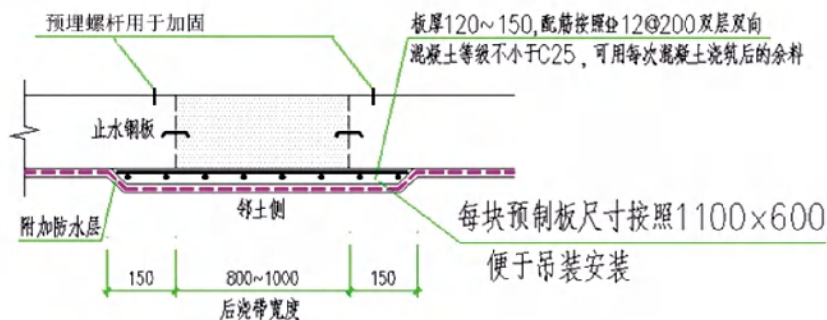 预埋螺杆用于加固
板厚120~150,配筋按照⌀12@200双层双向
混凝土等级不小于C25，可用每次混凝土浇筑后的余料
止水钢板
附加防水层
邻土侧
每块预制板尺寸按照1100×600
便于吊装安装
150
800~1000
150
后浇带宽度